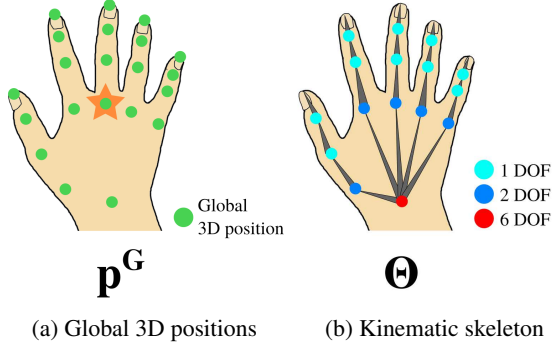 Global
3D position
1 DOF
2 DOF
6 DOF
p^G
Θ
(a) Global 3D positions
(b) Kinematic skeleton